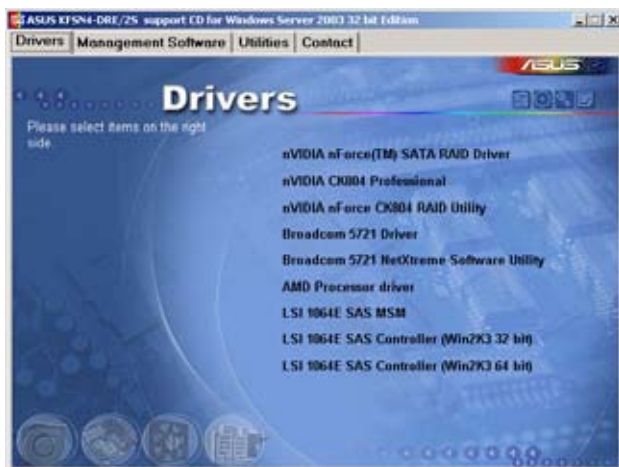 ASUS KFSN4-DRE/2S support CD for Windows Server 2003 32 bit Edition
Drivers Management Software Utilities Contact
ASUS
Drivers
Please select items on the right
side.
nVIDIA nForce(TM) SATA RAID Driver
nVIDIA CK804 Professional
nVIDIA nForce CK804 RAID Utility
Broadcom 5721 Driver
Broadcom 5721 NetXtreme Software Utility
AMD Processor driver
LSI 1064E SAS MSM
LSI 1064E SAS Controller (Win2K3 32 bit)
LSI 1064E SAS Controller (Win2K3 64 bit)